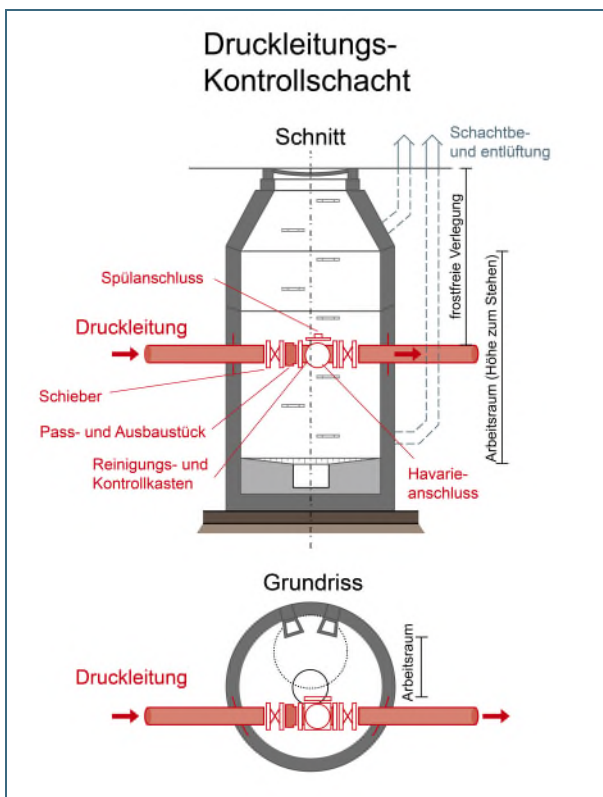 Druckleitungs-
Kontrollschacht
Schnitt
Schachtbe-
und entlüftung
frostfreie Verlegung
Arbeitsraum (Höhe zum Stehen)
Spülanschluss
Druckleitung
Schieber
Pass- und Ausbaustück
Reinigungs- und
Kontrollkasten
Havarie-
anschluss
Grundriss
Arbeitsraum
Druckleitung